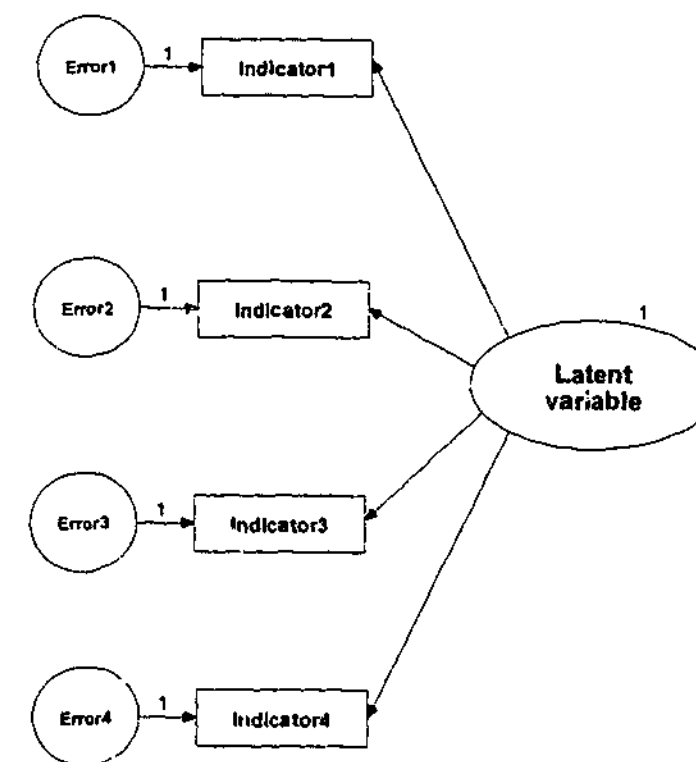 Error1
1
Indicator1
Error2
1
Indicator2
1
Latent
variable
Error3
1
Indicator3
Error4
1
Indicator4